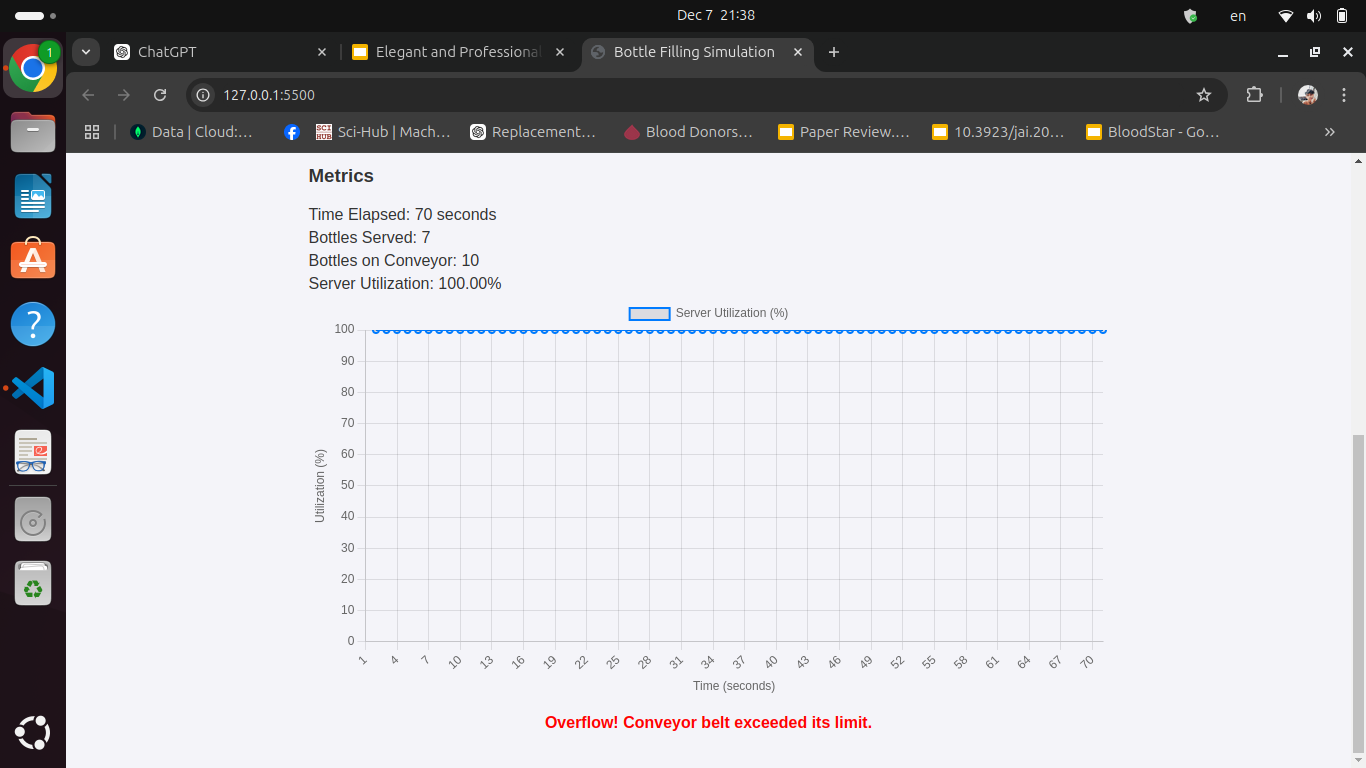 Dec 7 21:38
en
1
ChatGPT
Elegant and Professional
Bottle Filling Simulation
127.0.0.1:5500
Data | Cloud:...
SCI HUB
Sci-Hub | Mach...
Replacement...
Blood Donors...
Paper Review....
10.3923/jai.20...
BloodStar - Go...
Metrics
Time Elapsed: 70 seconds
Bottles Served: 7
Bottles on Conveyor: 10
Server Utilization: 100.00%
Server Utilization (%)
100
90
80
70
60
50
40
30
20
10
0
Utilization (%)
1 4 7 10 13 16 19 22 25 28 31 34 37 40 43 46 49 52 55 58 61 64 67 70
Time (seconds)
Overflow! Conveyor belt exceeded its limit.